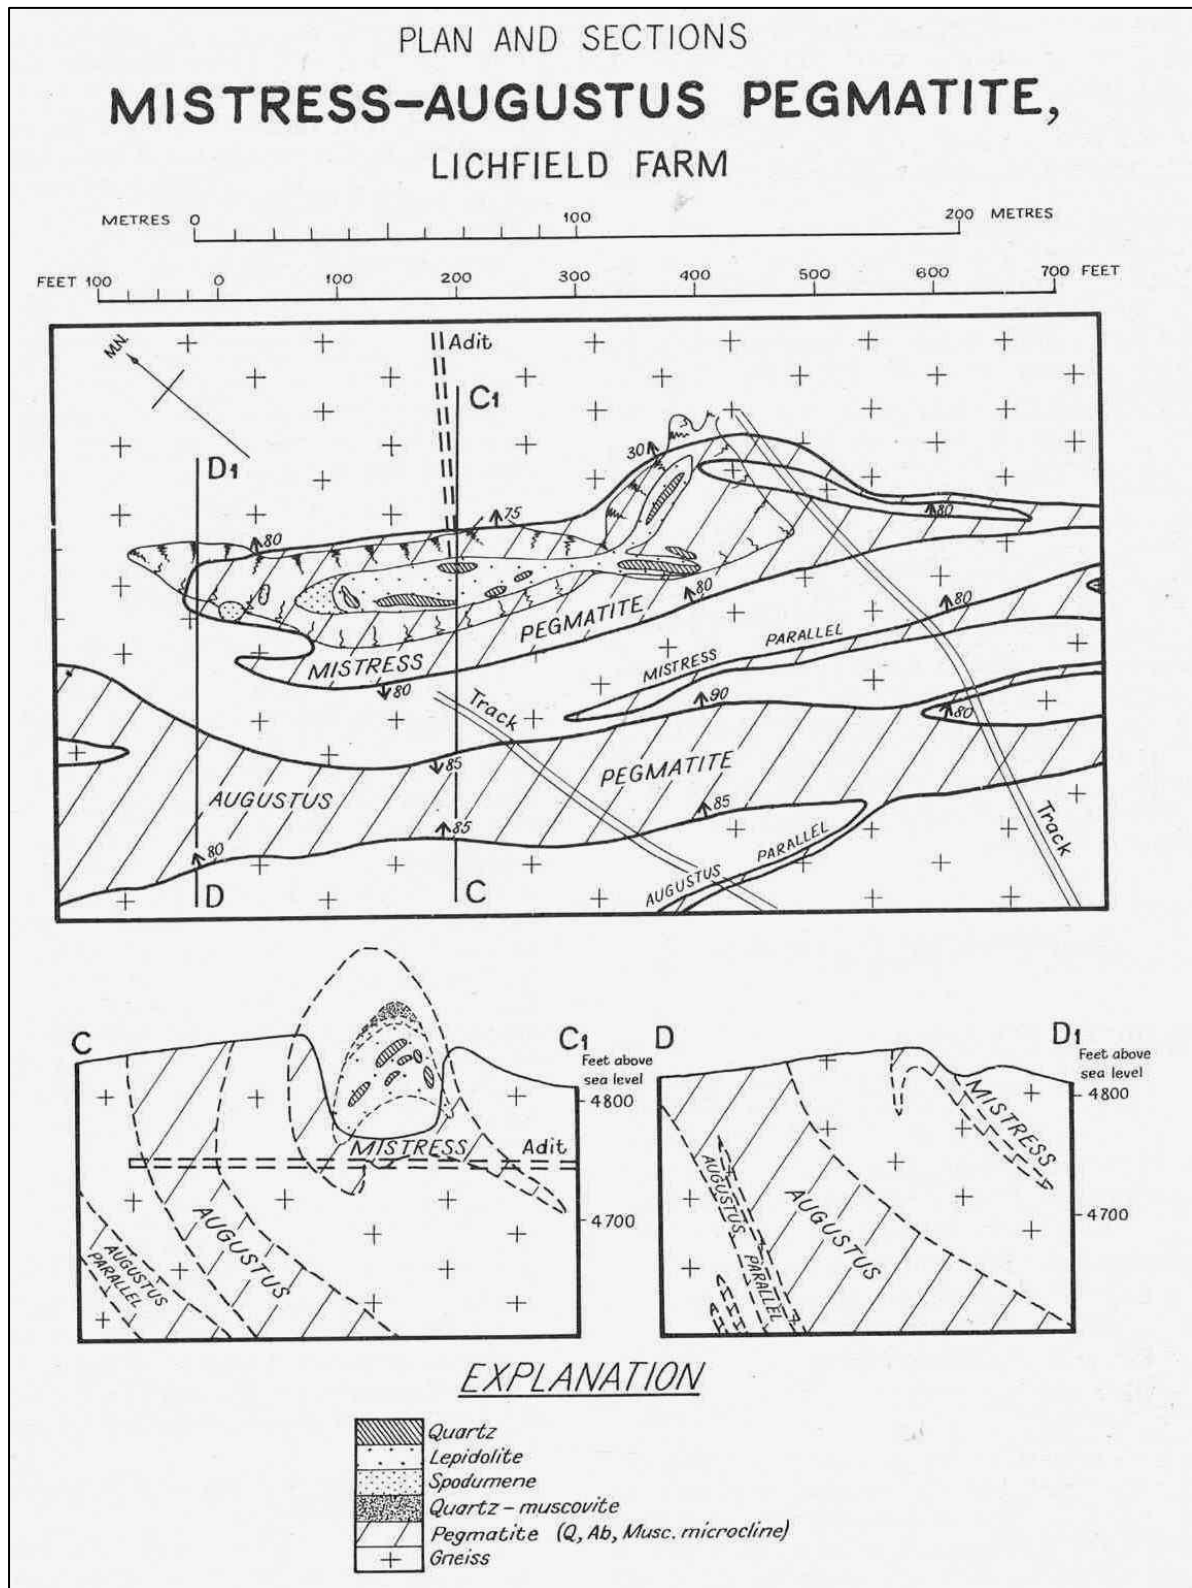 PLAN AND SECTIONS
MISTRESS-AUGUSTUS PEGMATITE,
LICHFIELD FARM
METRES 0 100 200 METRES
FEET 100 0 100 200 300 400 500 600 700 FEET
M.N.
Adit
C1
D1
30
75
80
80
80
80
PEGMATITE
PARALLEL
MISTRESS
MISTRESS
80
Track
90
80
85
PEGMATITE
AUGUSTUS
85
85
80
PARALLEL
Track
AUGUSTUS
D
C
C
C1
Feet above
sea level
4800
MISTRESS
Adit
4700
AUGUSTUS
AUGUSTUS
PARALLEL
D
D1
Feet above
sea level
4800
MISTRESS
4700
AUGUSTUS
PARALLEL
AUGUSTUS
EXPLANATION
Quartz
Lepidolite
Spodumene
Quartz - muscovite
Pegmatite (Q, Ab, Musc. microcline)
Gneiss